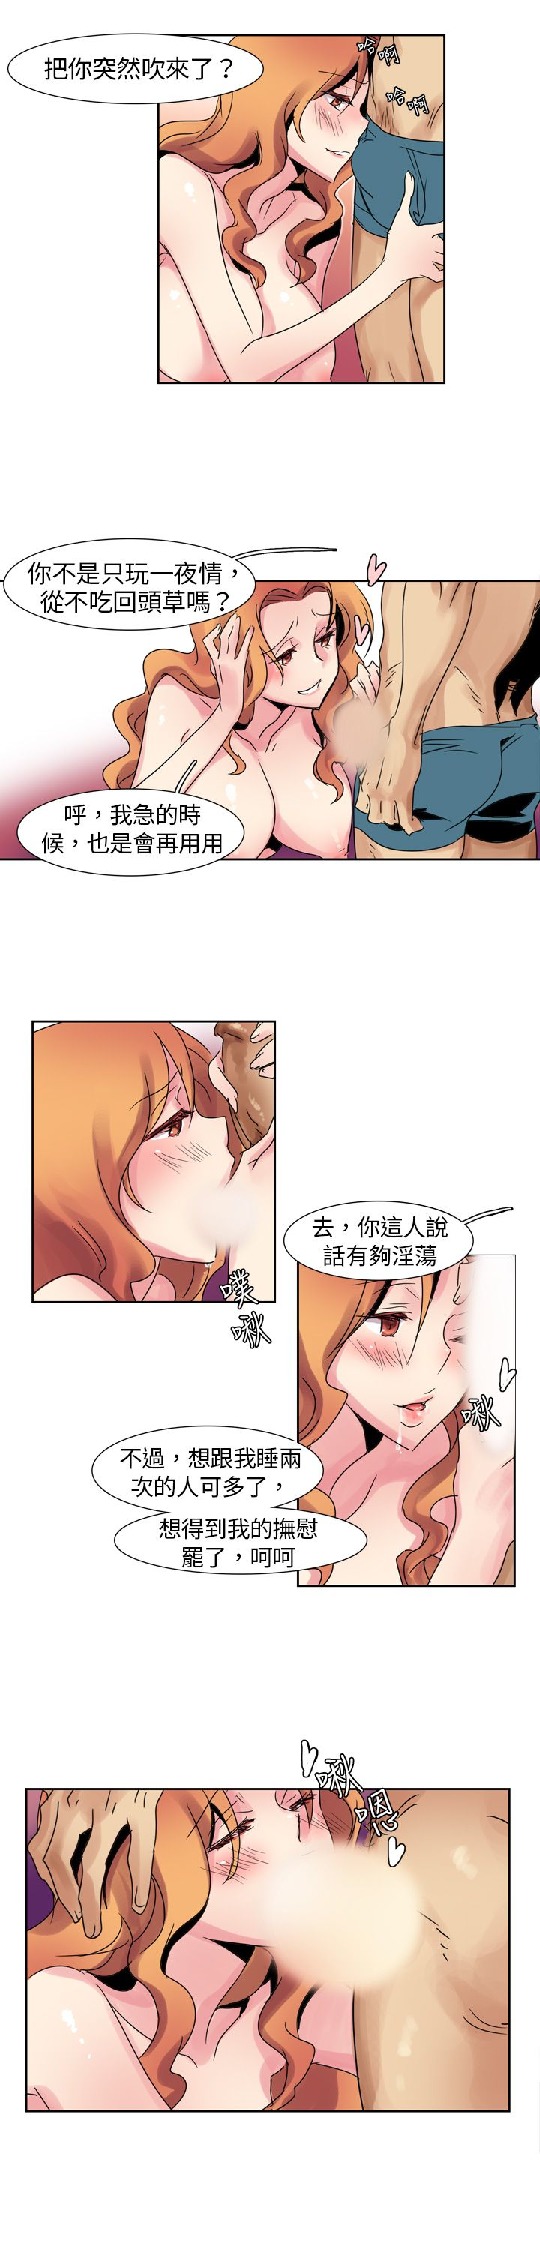 把你突然吹來了？
哈啊
哈啊
你不是只玩一夜情，
從不吃回頭草嗎？
呼，我急的時
候，也是會再用用
噗
啾
去，你這人說
話有夠淫蕩
啾
不過，想跟我睡兩
次的人可多了，
想得到我的撫慰
罷了，呵呵
啾
嗯